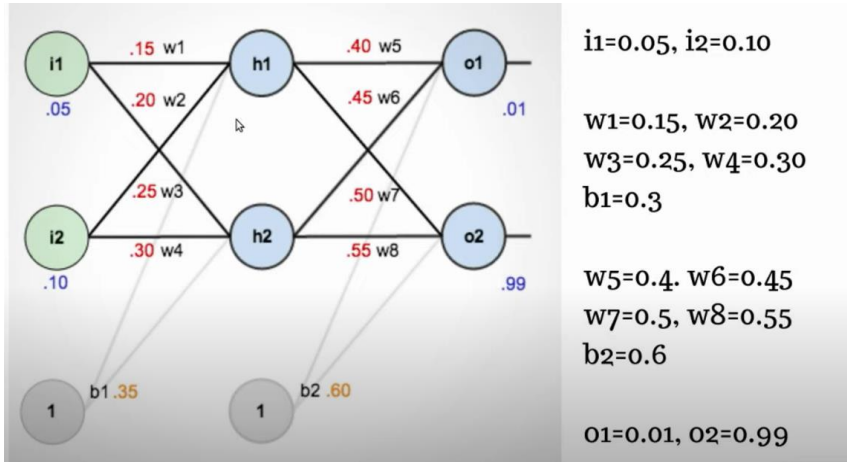 i1
.15 w1
h1
.40 w5
o1
.05
.20 w2
.45 w6
.01
.25 w3
.50 w7
i2
.30 w4
h2
.55 w8
o2
.10
.99
1
b1 .35
1
b2 .60
i1=0.05, i2=0.10
w1=0.15, w2=0.20
w3=0.25, w4=0.30
b1=0.3
w5=0.4. w6=0.45
w7=0.5, w8=0.55
b2=0.6
o1=0.01, o2=0.99